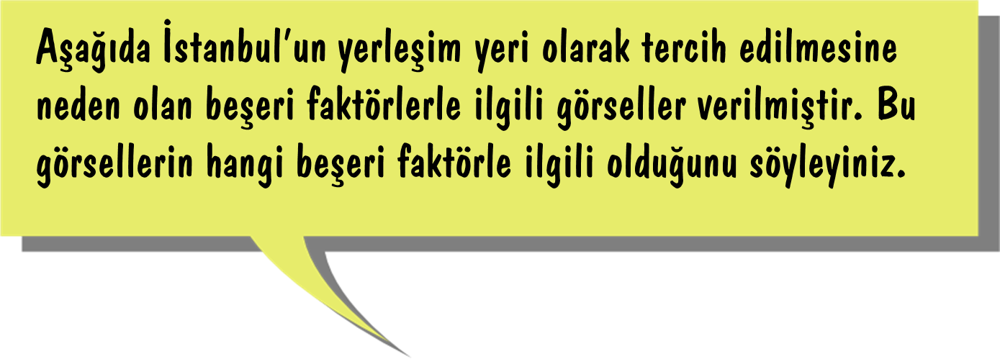 Aşağıda İstanbul'un yerleşim yeri olarak tercih edilmesine
neden olan beşeri faktörlerle ilgili görseller verilmiştir. Bu
görsellerin hangi beşeri faktörle ilgili olduğunu söyleyiniz.